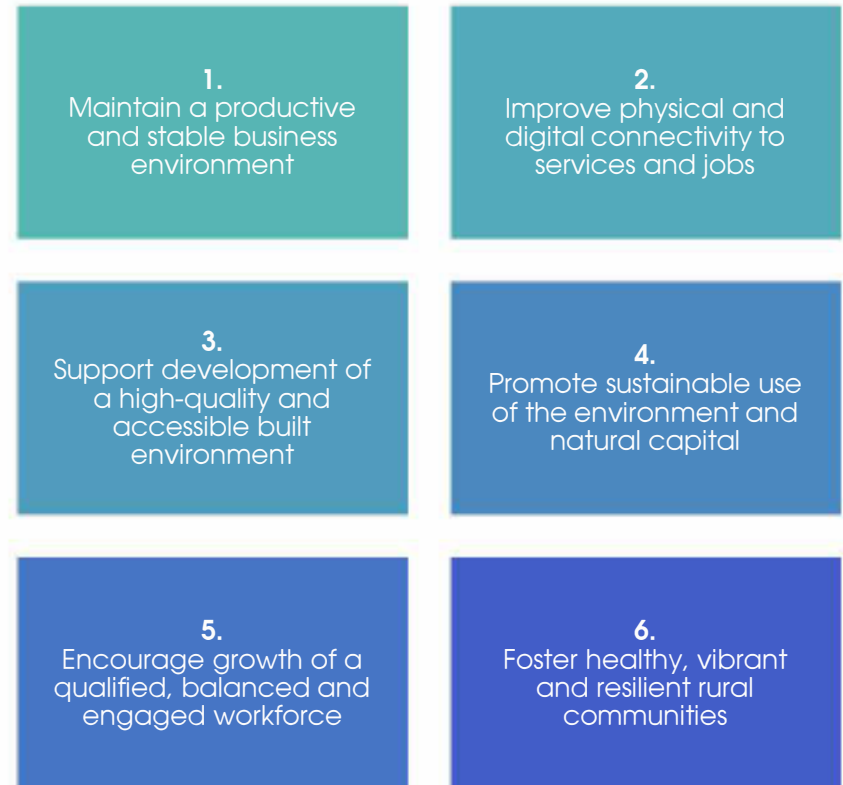 1.
Maintain a productive
and stable business
environment
2.
Improve physical and
digital connectivity to
services and jobs
3.
Support development of
a high-quality and
accessible built
environment
4.
Promote sustainable use
of the environment and
natural capital
5.
Encourage growth of a
qualified, balanced and
engaged workforce
6.
Foster healthy, vibrant
and resilient rural
communities